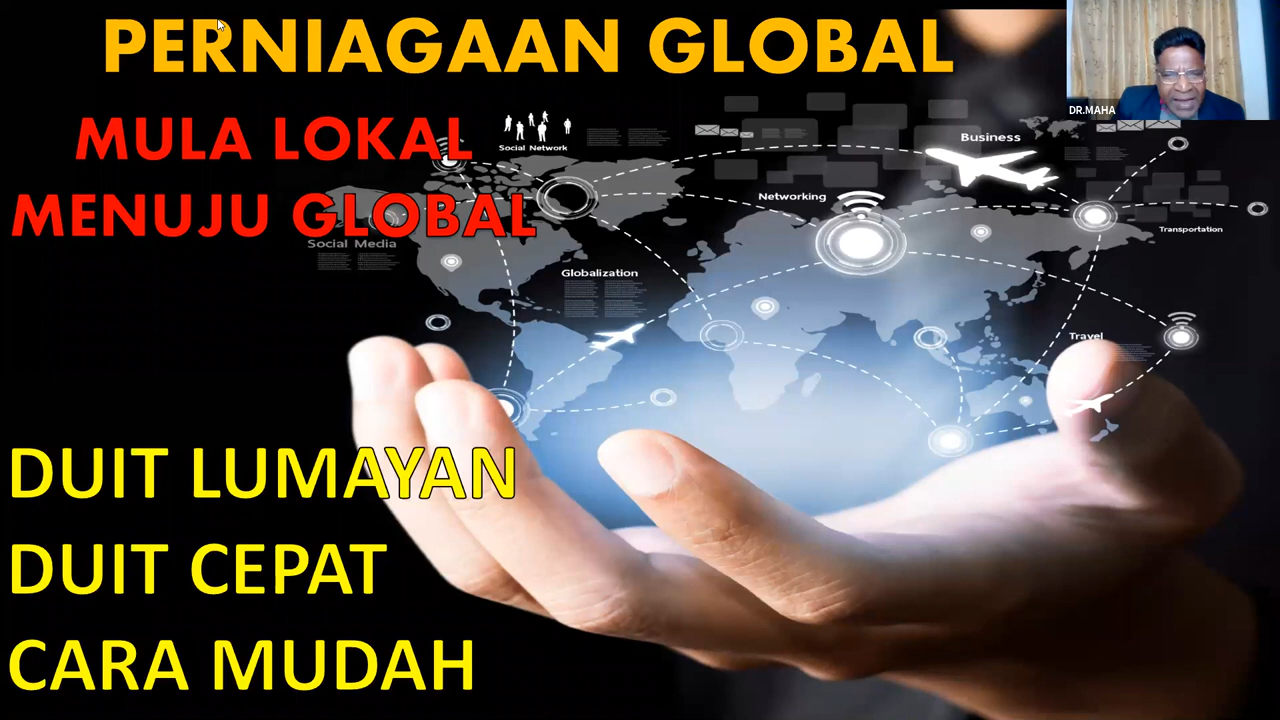 PERNIAGAAN GLOBAL
DR.MAHA
MULA LOKAL
MENUJU GLOBAL
Social Network
Business
Networking
Transportation
Social Media
Globalization
Travel
DUIT LUMAYAN
DUIT CEPAT
CARA MUDAH